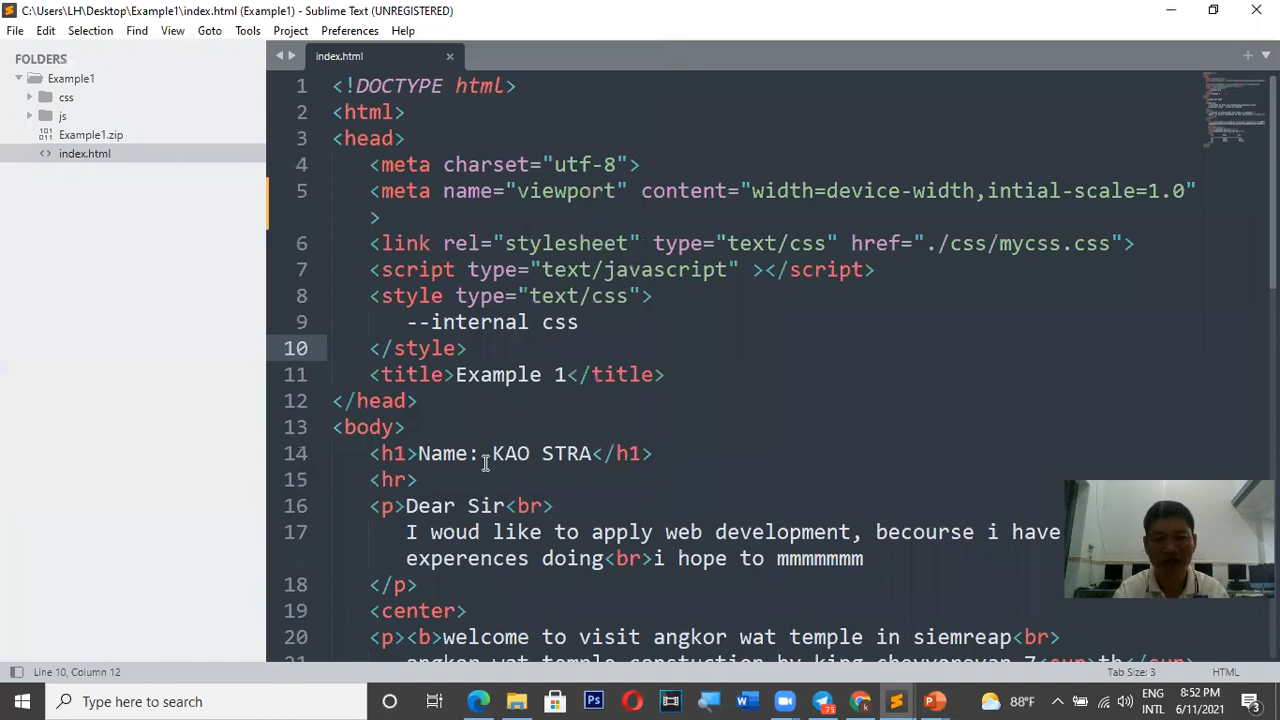 C:\Users\LH\Desktop\Example1\index.html (Example1) - Sublime Text (UNREGISTERED)
File Edit Selection Find View Goto Tools Project Preferences Help
FOLDERS
Example1
css
js
Example1.zip
index.html
index.html
1 <!DOCTYPE html>
2 <html>
3 <head>
4 <meta charset="utf-8">
5 <meta name="viewport" content="width=device-width,intial-scale=1.0"
>
6 <link rel="stylesheet" type="text/css" href="./css/mycss.css">
7 <script type="text/javascript" ></script>
8 <style type="text/css">
9 --internal css
10 </style>
11 <title>Example 1</title>
12 </head>
13 <body>
14 <h1>Name: KAO STRA</h1>
15 <hr>
16 <p>Dear Sir<br>
17 I woud like to apply web development, becourse i have
experences doing<br>i hope to mmmmmmm
18 </p>
19 <center>
20 <p><b>welcome to visit angkor wat temple in siemreap<br>
Line 10, Column 12
Tab Size: 3
HTML
Type here to search
75
88°F
ENG
INTL
8:52 PM
6/11/2021